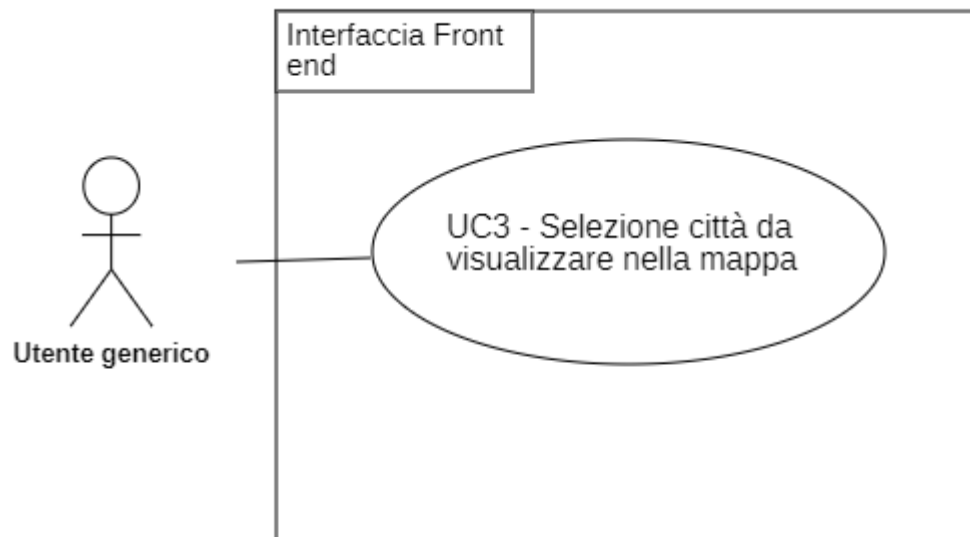 Interfaccia Front
end
UC3 - Selezione città da
visualizzare nella mappa
Utente generico